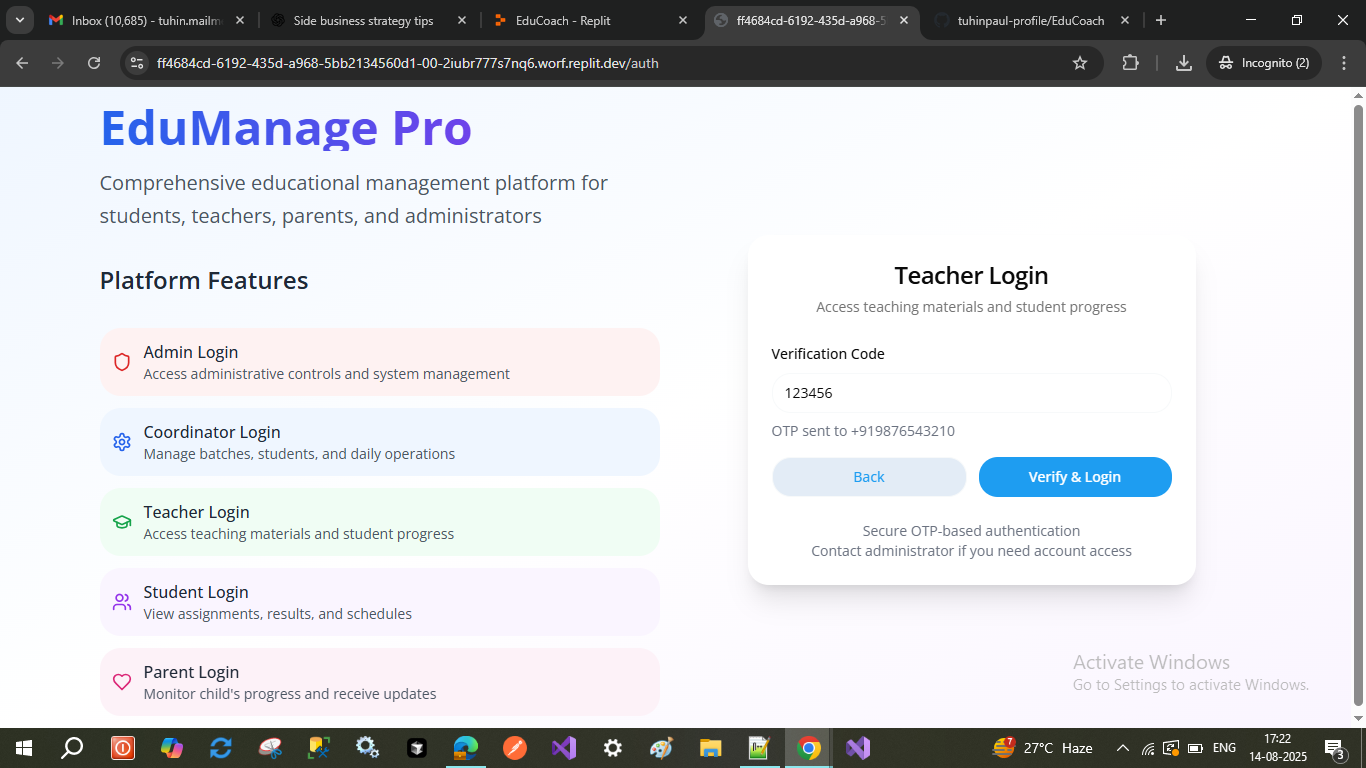 Inbox (10,685) - tuhin.mailm
Side business strategy tips
EduCoach - Replit
ff4684cd-6192-435d-a968-5
tuhinpaul-profile/EduCoach
ff4684cd-6192-435d-a968-5bb2134560d1-00-2iubr777s7nq6.worf.replit.dev/auth
Incognito (2)
EduManage Pro
Comprehensive educational management platform for
students, teachers, parents, and administrators
Platform Features
Admin Login
Access administrative controls and system management
Coordinator Login
Manage batches, students, and daily operations
Teacher Login
Access teaching materials and student progress
Student Login
View assignments, results, and schedules
Parent Login
Monitor child's progress and receive updates
Teacher Login
Access teaching materials and student progress
Verification Code
123456
OTP sent to +919876543210
Back
Verify & Login
Secure OTP-based authentication
Contact administrator if you need account access
Activate Windows
Go to Settings to activate Windows.
7
27°C Haze
ENG
17:22
14-08-2025
3